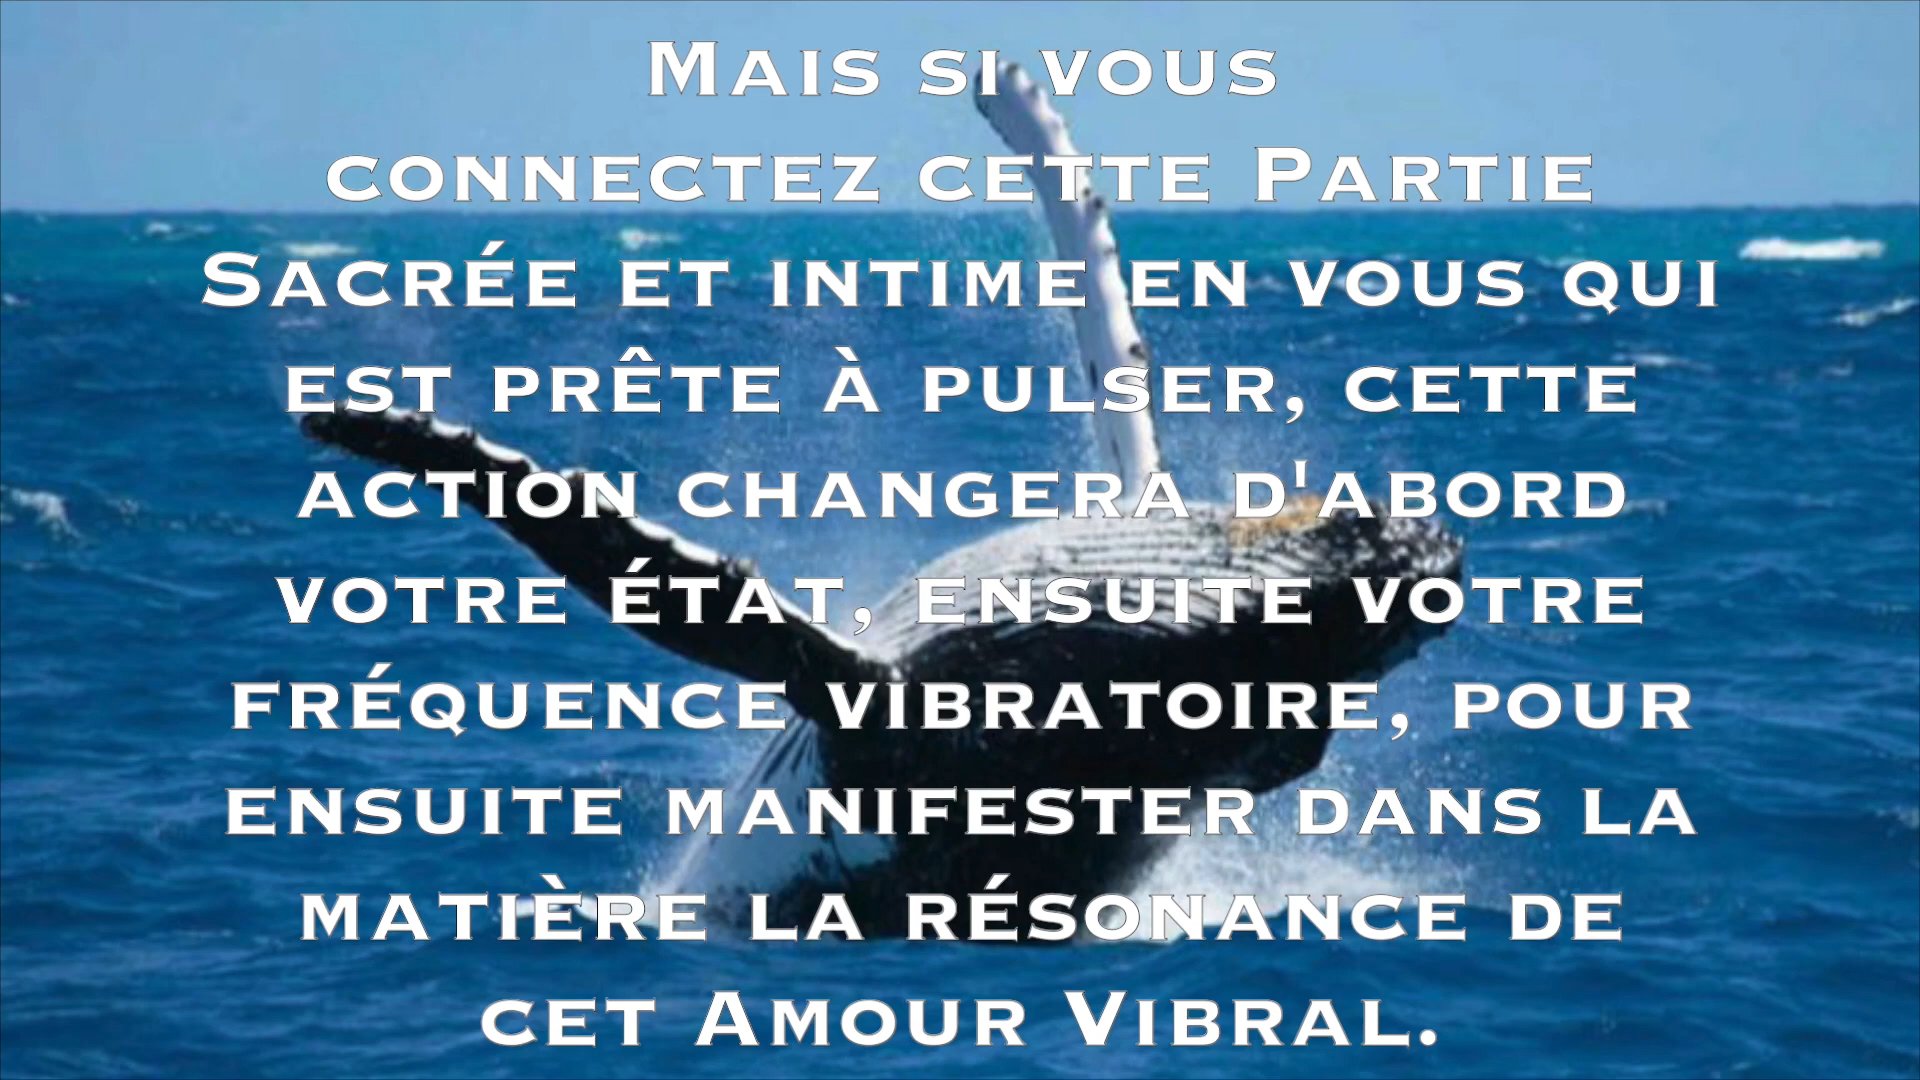 Mais si vous
connectez cette Partie
Sacrée et intime en vous qui
est prête à pulser, cette
action changera d'abord
votre état, ensuite votre
fréquence vibratoire, pour
ensuite manifester dans la
matière la résonance de
cet Amour Vibral.